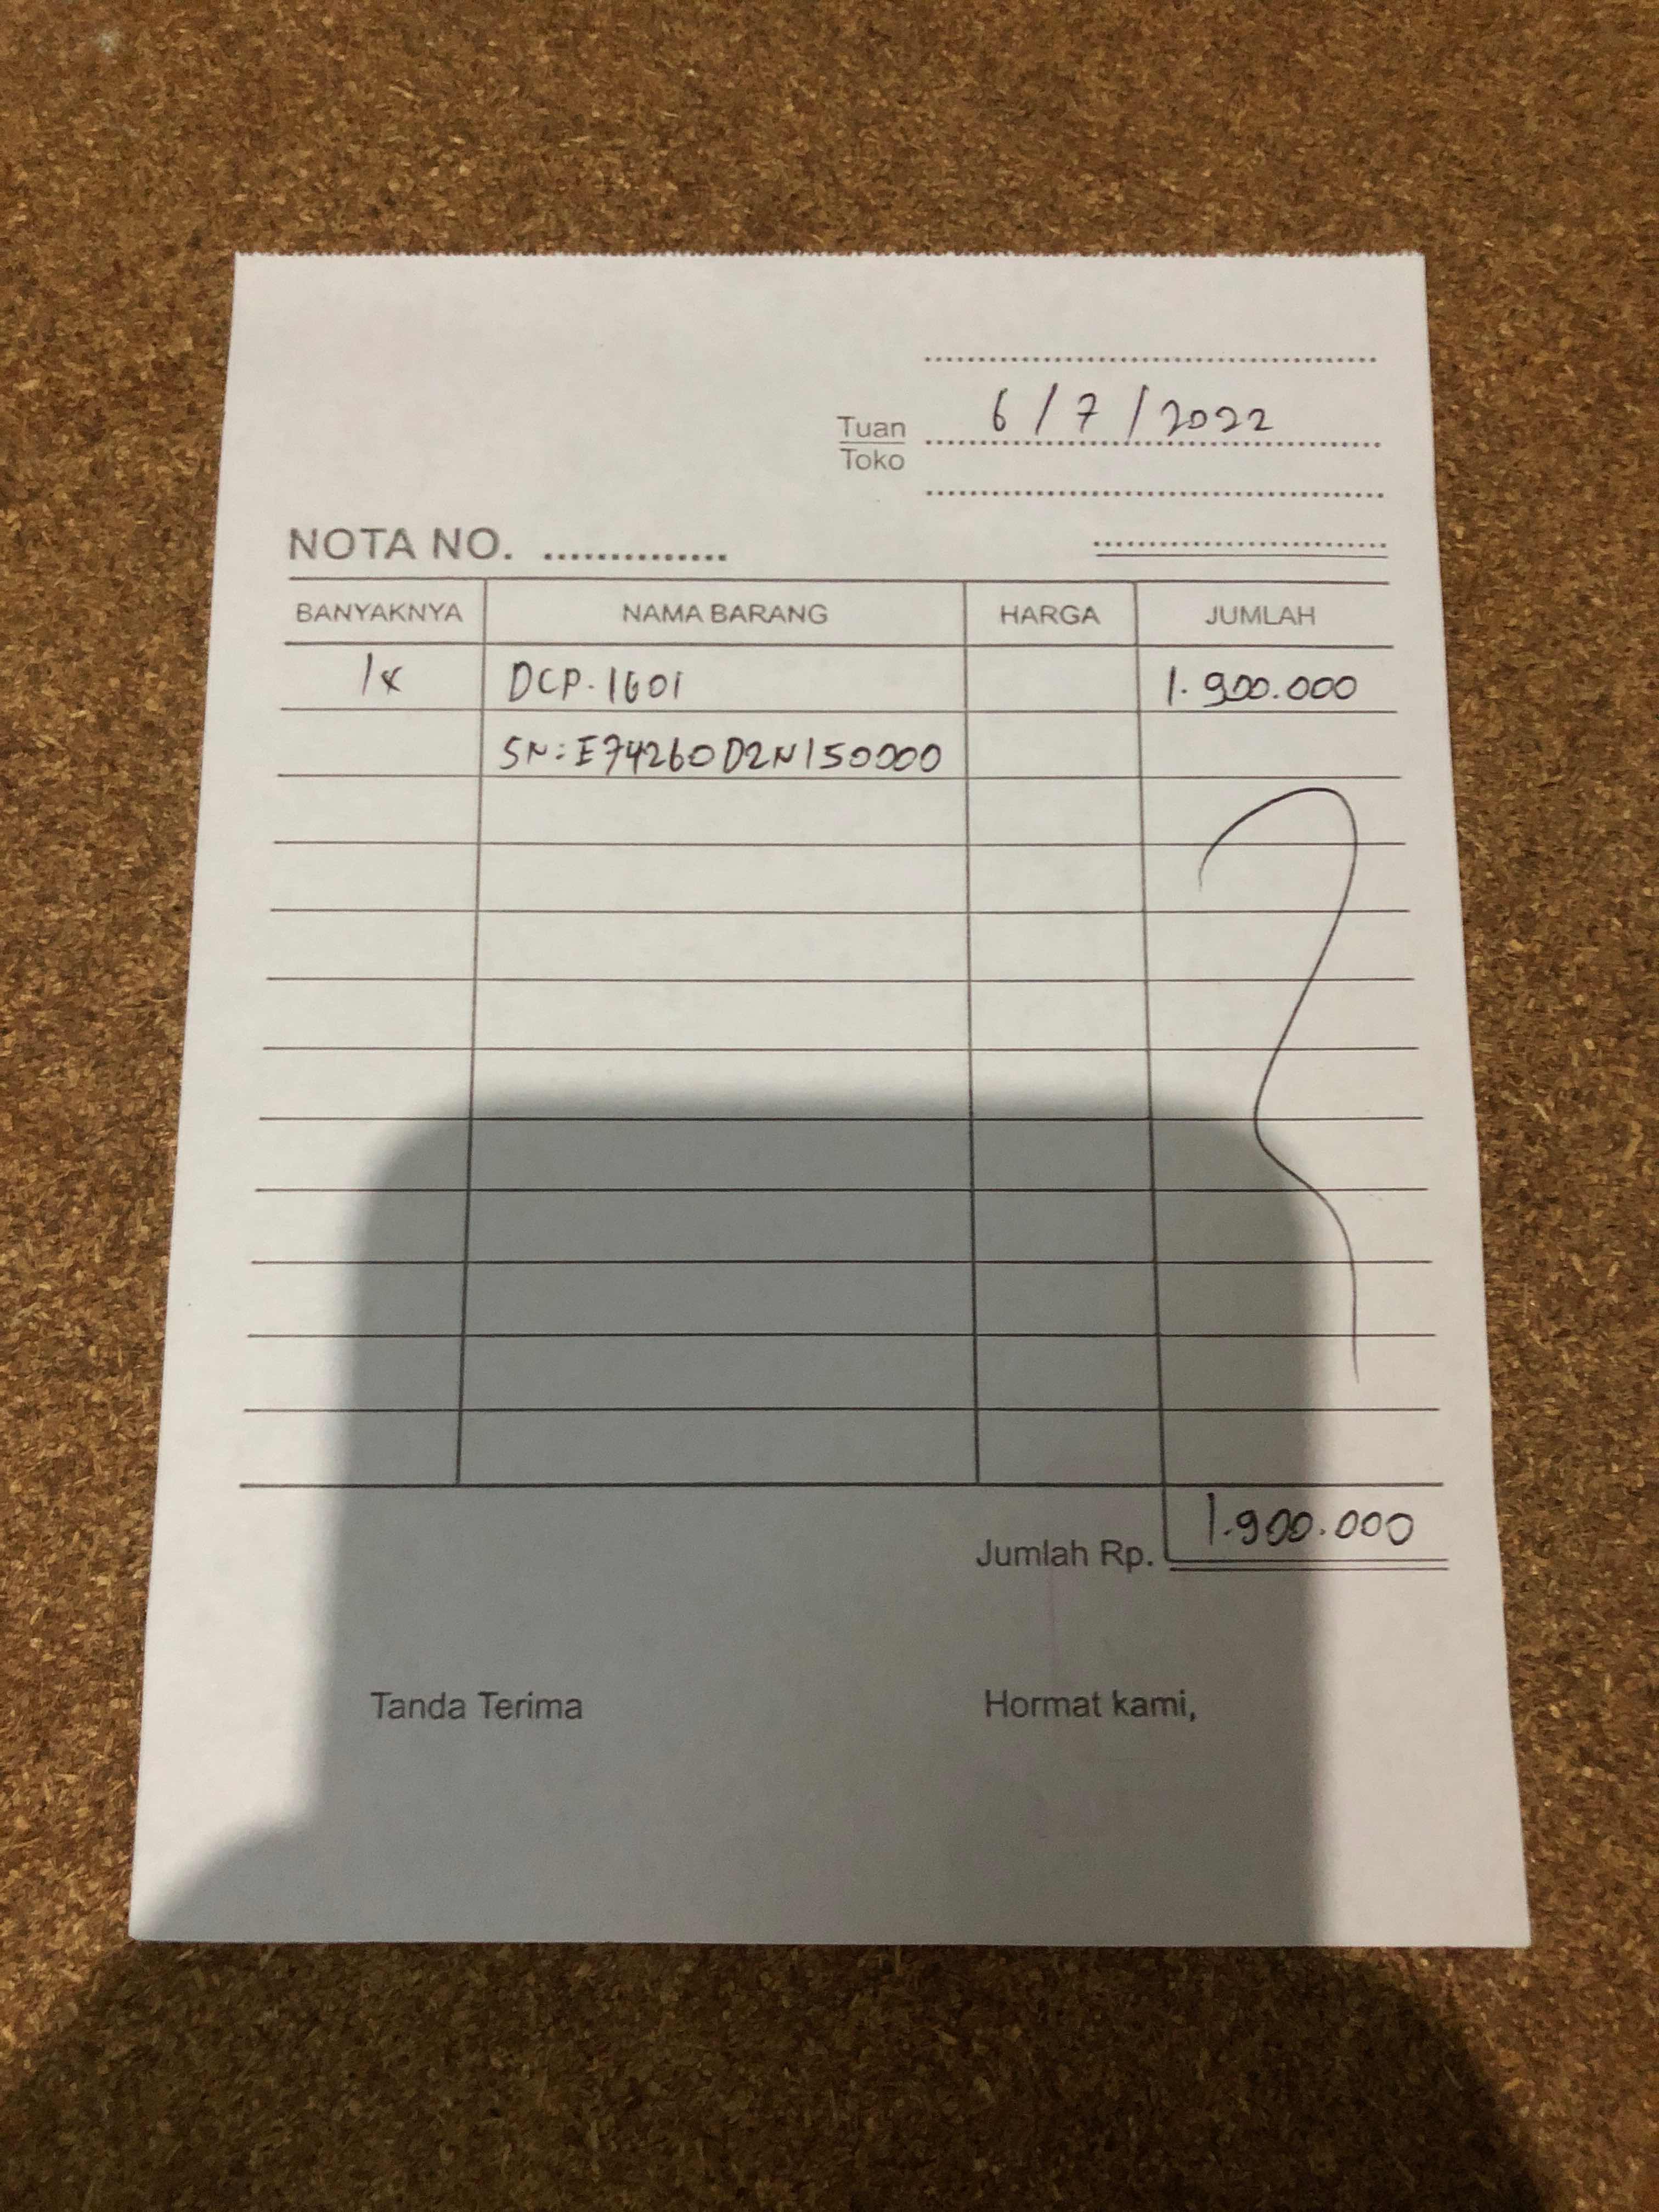 6/7/2022
Tuan
Toko
NOTA NO. ..............
BANYAKNYA NAMA BARANG HARGA JUMLAH
1x DCP-1601 1.900.000
SN:E74260D2N150000
Jumlah Rp. 1.900.000
Tanda Terima Hormat kami,